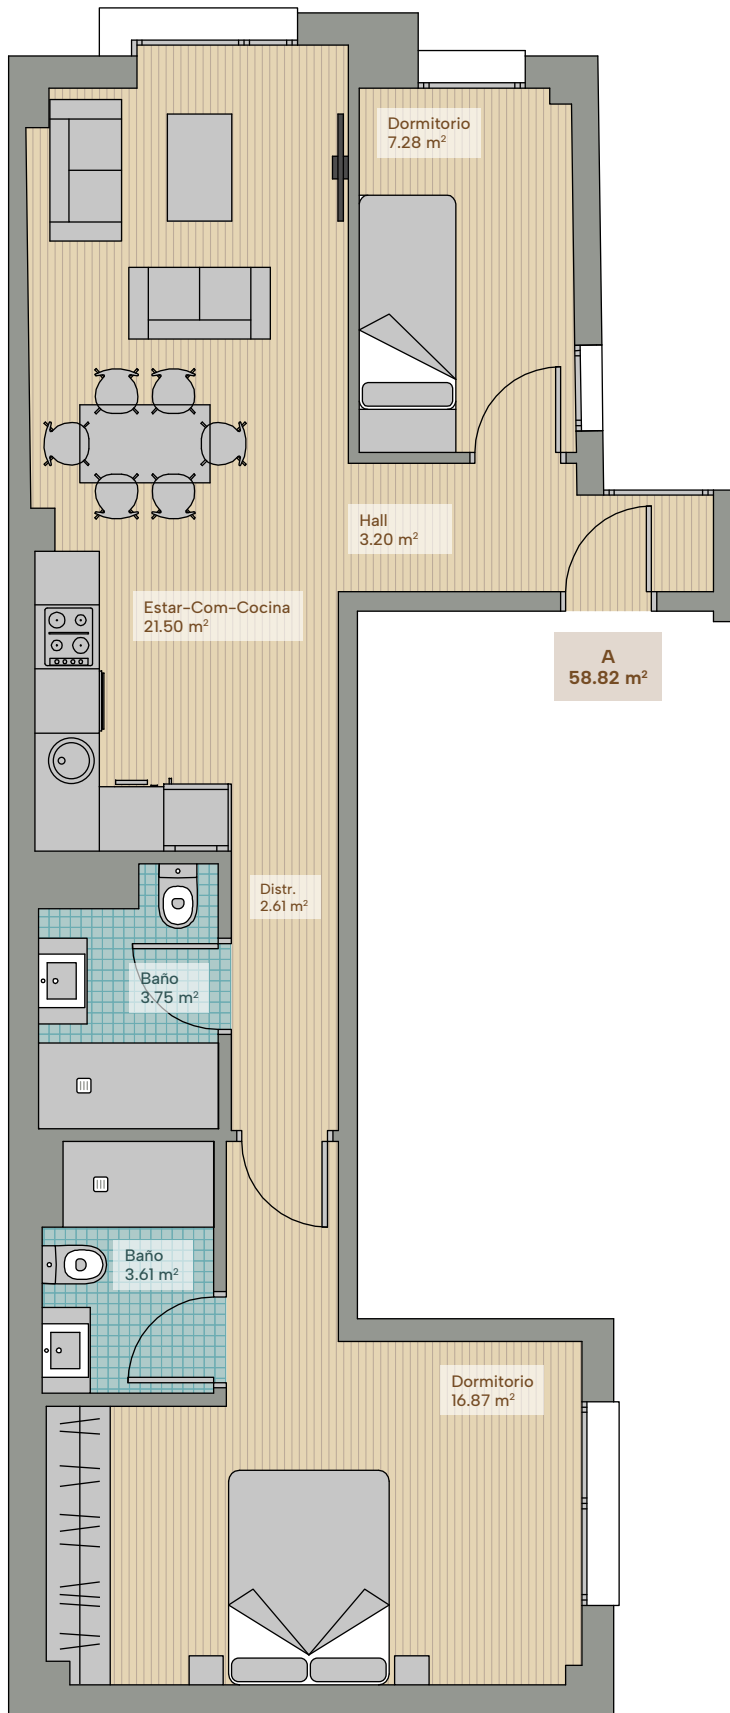 Dormitorio
7.28 m²
Hall
3.20 m²
Estar-Com-Cocina
21.50 m²
A
58.82 m²
Distr.
2.61 m²
Baño
3.75 m²
Baño
3.61 m²
Dormitorio
16.87 m²